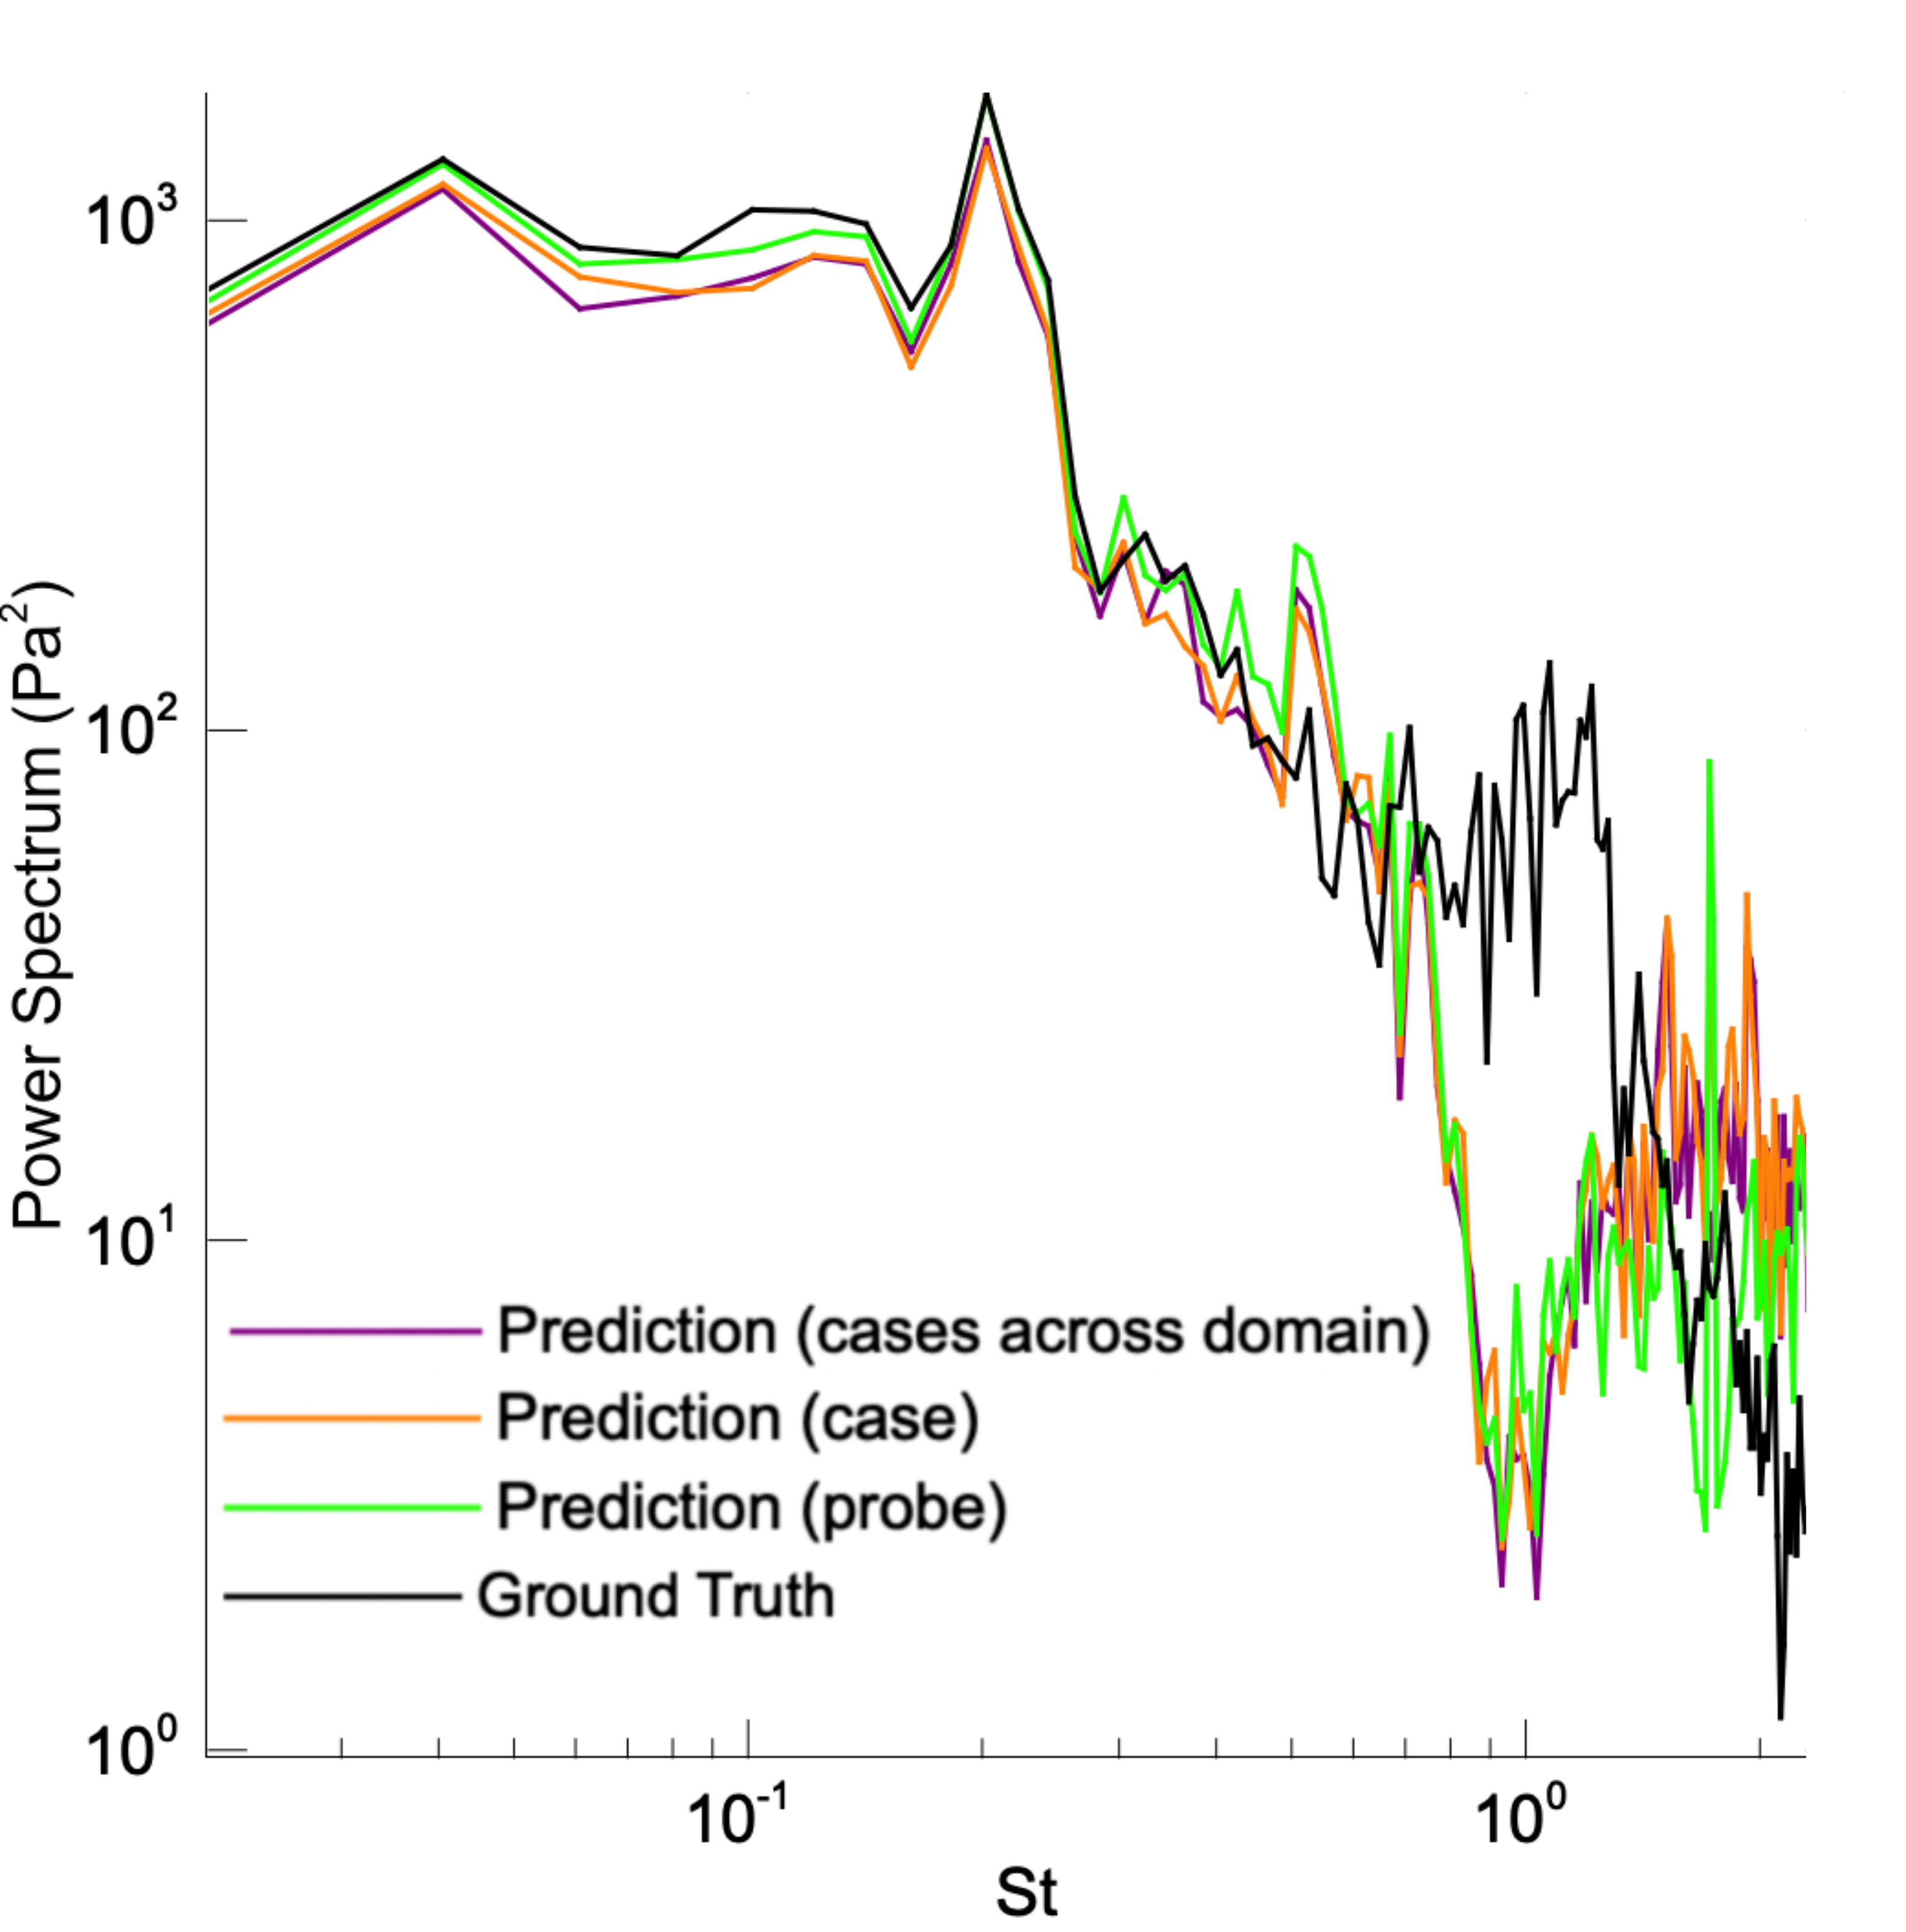 Power Spectrum (Pa²)
10³
10²
10¹
10⁰
Prediction (cases across domain)
Prediction (case)
Prediction (probe)
Ground Truth
10⁻¹
10⁰
St